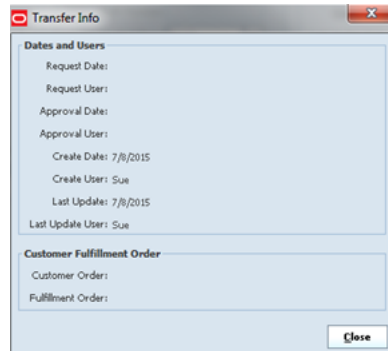 Transfer Info
Dates and Users
Request Date:
Request User:
Approval Date:
Approval User:
Create Date: 7/8/2015
Create User: Sue
Last Update: 7/8/2015
Last Update User: Sue
Customer Fulfillment Order
Customer Order:
Fulfillment Order:
Close